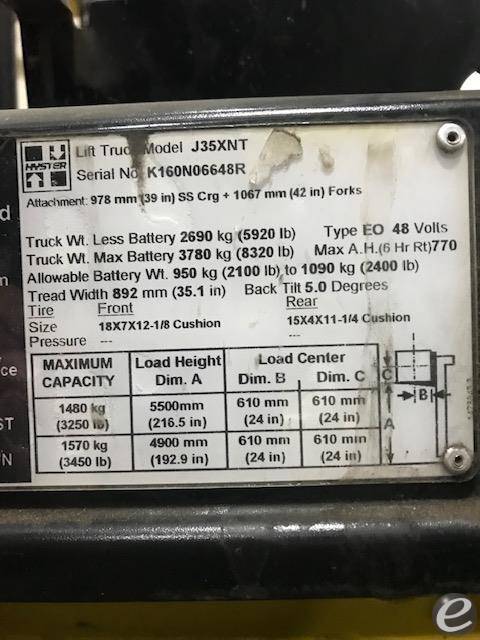 HYSTER
Lift Truck Model J35XNT
Serial No. K160N06648R
Attachment: 978 mm (39 in) SS Crg + 1067 mm (42 in) Forks
Truck Wt. Less Battery 2690 kg (5920 lb) Type EO 48 Volts
Truck Wt. Max Battery 3780 kg (8320 lb) Max A.H.(6 Hr Rt)770
Allowable Battery Wt. 950 kg (2100 lb) to 1090 kg (2400 lb)
Tread Width 892 mm (35.1 in) Back Tilt 5.0 Degrees
Tire Front Rear
Size 18X7X12-1/8 Cushion 15X4X11-1/4 Cushion
Pressure --- ---
MAXIMUM CAPACITY Load Height Dim. A Load Center Dim. B Dim. C
1480 kg (3250 lb) 5500mm (216.5 in) 610 mm (24 in) 610 mm (24 in)
1570 kg (3450 lb) 4900 mm (192.9 in) 610 mm (24 in) 610 mm (24 in)
C
B
A
d
n
ce
ST
N
e